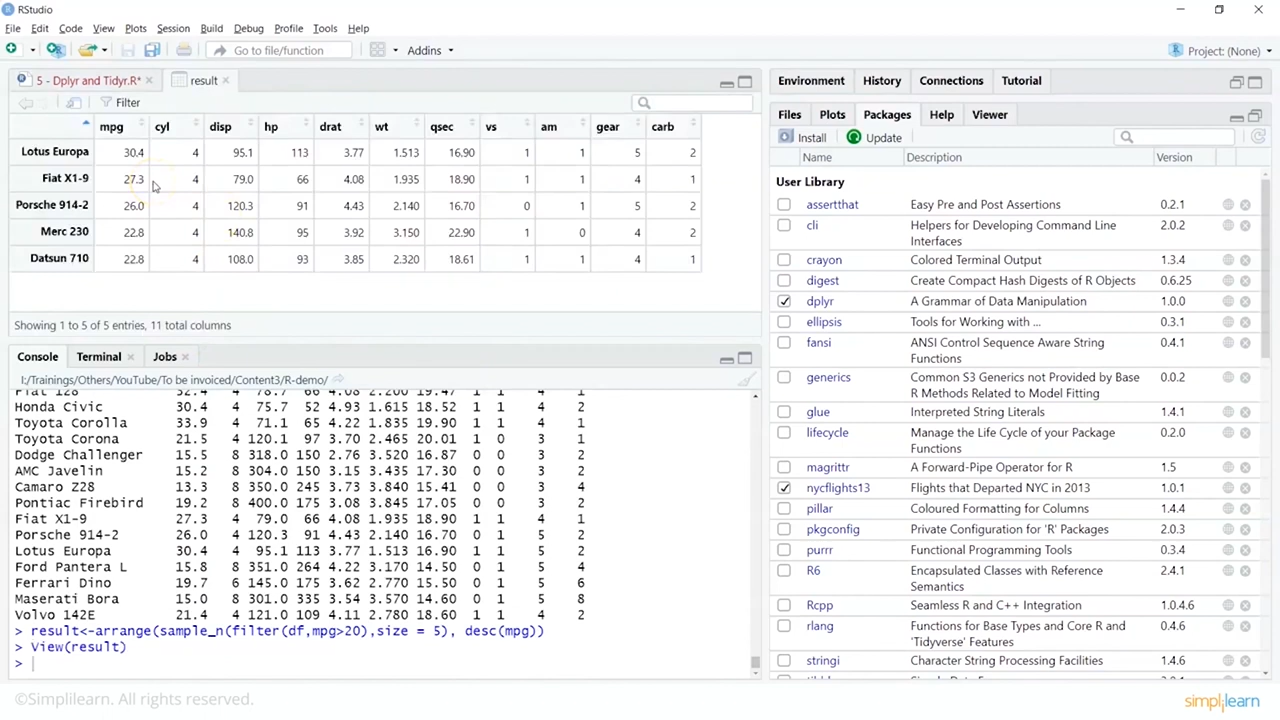 RStudio
File Edit Code View Plots Session Build Debug Profile Tools Help
Go to file/function Addins Project: (None)
5 - Dplyr and Tidyr.R* result
Filter
mpg cyl disp hp drat wt qsec vs am gear carb
Lotus Europa 30.4 4 95.1 113 3.77 1.513 16.90 1 1 5 2
Fiat X1-9 27.3 4 79.0 66 4.08 1.935 18.90 1 1 4 1
Porsche 914-2 26.0 4 120.3 91 4.43 2.140 16.70 0 1 5 2
Merc 230 22.8 4 140.8 95 3.92 3.150 22.90 1 0 4 2
Datsun 710 22.8 4 108.0 93 3.85 2.320 18.61 1 1 4 1
Showing 1 to 5 of 5 entries, 11 total columns
Console Terminal Jobs
I:/Trainings/Others/YouTube/To be invoiced/Content3/R-demo/
Fiat 128 32.4 4 78.7 66 4.08 2.200 19.47 1 1 4 1
Honda Civic 30.4 4 75.7 52 4.93 1.615 18.52 1 1 4 2
Toyota Corolla 33.9 4 71.1 65 4.22 1.835 19.90 1 1 4 1
Toyota Corona 21.5 4 120.1 97 3.70 2.465 20.01 1 0 3 1
Dodge Challenger 15.5 8 318.0 150 2.76 3.520 16.87 0 0 3 2
AMC Javelin 15.2 8 304.0 150 3.15 3.435 17.30 0 0 3 2
Camaro Z28 13.3 8 350.0 245 3.73 3.840 15.41 0 0 3 4
Pontiac Firebird 19.2 8 400.0 175 3.08 3.845 17.05 0 0 3 2
Fiat X1-9 27.3 4 79.0 66 4.08 1.935 18.90 1 1 4 1
Porsche 914-2 26.0 4 120.3 91 4.43 2.140 16.70 0 1 5 2
Lotus Europa 30.4 4 95.1 113 3.77 1.513 16.90 1 1 5 2
Ford Pantera L 15.8 8 351.0 264 4.22 3.170 14.50 0 1 5 4
Ferrari Dino 19.7 6 145.0 175 3.62 2.770 15.50 0 1 5 6
Maserati Bora 15.0 8 301.0 335 3.54 3.570 14.60 0 1 5 8
Volvo 142E 21.4 4 121.0 109 4.11 2.780 18.60 1 1 4 2
> result<-arrange(sample_n(filter(df,mpg>20),size = 5), desc(mpg))
> View(result)
>
Environment History Connections Tutorial
Files Plots Packages Help Viewer
Install Update
Name Description Version
User Library
assertthat Easy Pre and Post Assertions 0.2.1
cli Helpers for Developing Command Line 2.0.2
Interfaces
crayon Colored Terminal Output 1.3.4
digest Create Compact Hash Digests of R Objects 0.6.25
dplyr A Grammar of Data Manipulation 1.0.0
ellipsis Tools for Working with ... 0.3.1
fansi ANSI Control Sequence Aware String 0.4.1
Functions
generics Common S3 Generics not Provided by Base 0.0.2
R Methods Related to Model Fitting
glue Interpreted String Literals 1.4.1
lifecycle Manage the Life Cycle of your Package 0.2.0
Functions
magrittr A Forward-Pipe Operator for R 1.5
nycflights13 Flights that Departed NYC in 2013 1.0.1
pillar Coloured Formatting for Columns 1.4.4
pkgconfig Private Configuration for 'R' Packages 2.0.3
purrr Functional Programming Tools 0.3.4
R6 Encapsulated Classes with Reference 2.4.1
Semantics
Rcpp Seamless R and C++ Integration 1.0.4.6
rlang Functions for Base Types and Core R and 0.4.6
'Tidyverse' Features
stringi Character String Processing Facilities 1.4.6
©Simplilearn. All rights reserved.
simplilearn